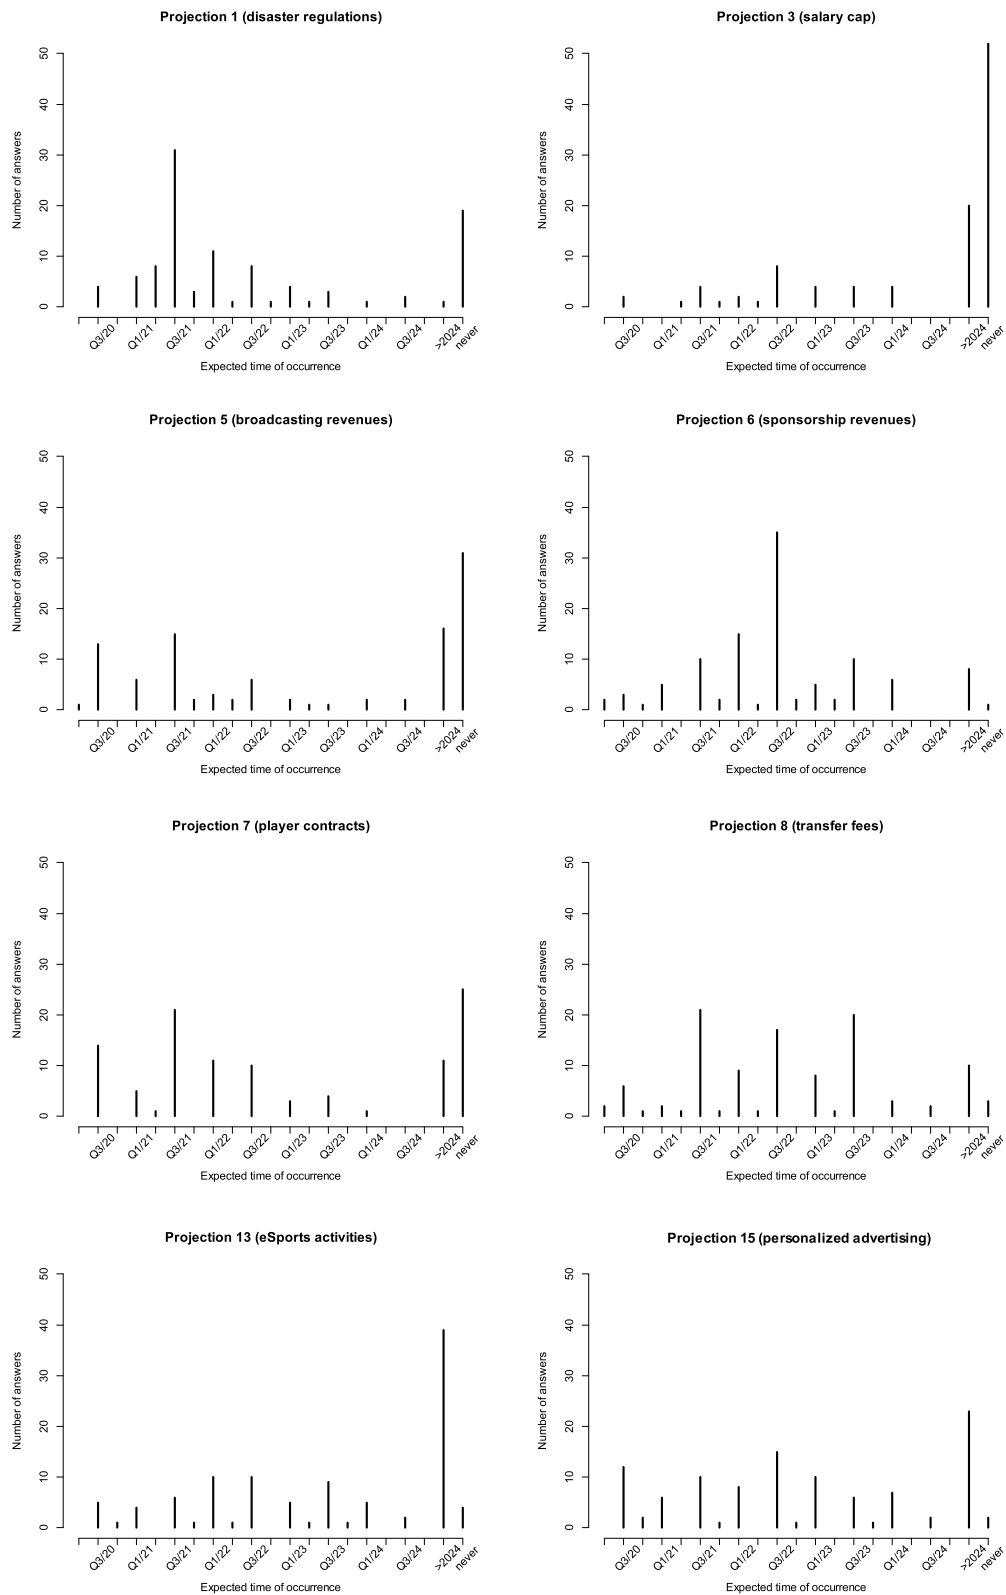 Projection 1 (disaster regulations)
Number of answers
50
40
30
20
10
0
Q3/20 Q1/21 Q3/21 Q1/22 Q3/22 Q1/23 Q3/23 Q1/24 Q3/24 >2024 never
Expected time of occurrence
Projection 3 (salary cap)
Number of answers
50
40
30
20
10
0
Q3/20 Q1/21 Q3/21 Q1/22 Q3/22 Q1/23 Q3/23 Q1/24 Q3/24 >2024 never
Expected time of occurrence
Projection 5 (broadcasting revenues)
Number of answers
50
40
30
20
10
0
Q3/20 Q1/21 Q3/21 Q1/22 Q3/22 Q1/23 Q3/23 Q1/24 Q3/24 >2024 never
Expected time of occurrence
Projection 6 (sponsorship revenues)
Number of answers
50
40
30
20
10
0
Q3/20 Q1/21 Q3/21 Q1/22 Q3/22 Q1/23 Q3/23 Q1/24 Q3/24 >2024 never
Expected time of occurrence
Projection 7 (player contracts)
Number of answers
50
40
30
20
10
0
Q3/20 Q1/21 Q3/21 Q1/22 Q3/22 Q1/23 Q3/23 Q1/24 Q3/24 >2024 never
Expected time of occurrence
Projection 8 (transfer fees)
Number of answers
50
40
30
20
10
0
Q3/20 Q1/21 Q3/21 Q1/22 Q3/22 Q1/23 Q3/23 Q1/24 Q3/24 >2024 never
Expected time of occurrence
Projection 13 (eSports activities)
Number of answers
50
40
30
20
10
0
Q3/20 Q1/21 Q3/21 Q1/22 Q3/22 Q1/23 Q3/23 Q1/24 Q3/24 >2024 never
Expected time of occurrence
Projection 15 (personalized advertising)
Number of answers
50
40
30
20
10
0
Q3/20 Q1/21 Q3/21 Q1/22 Q3/22 Q1/23 Q3/23 Q1/24 Q3/24 >2024 never
Expected time of occurrence